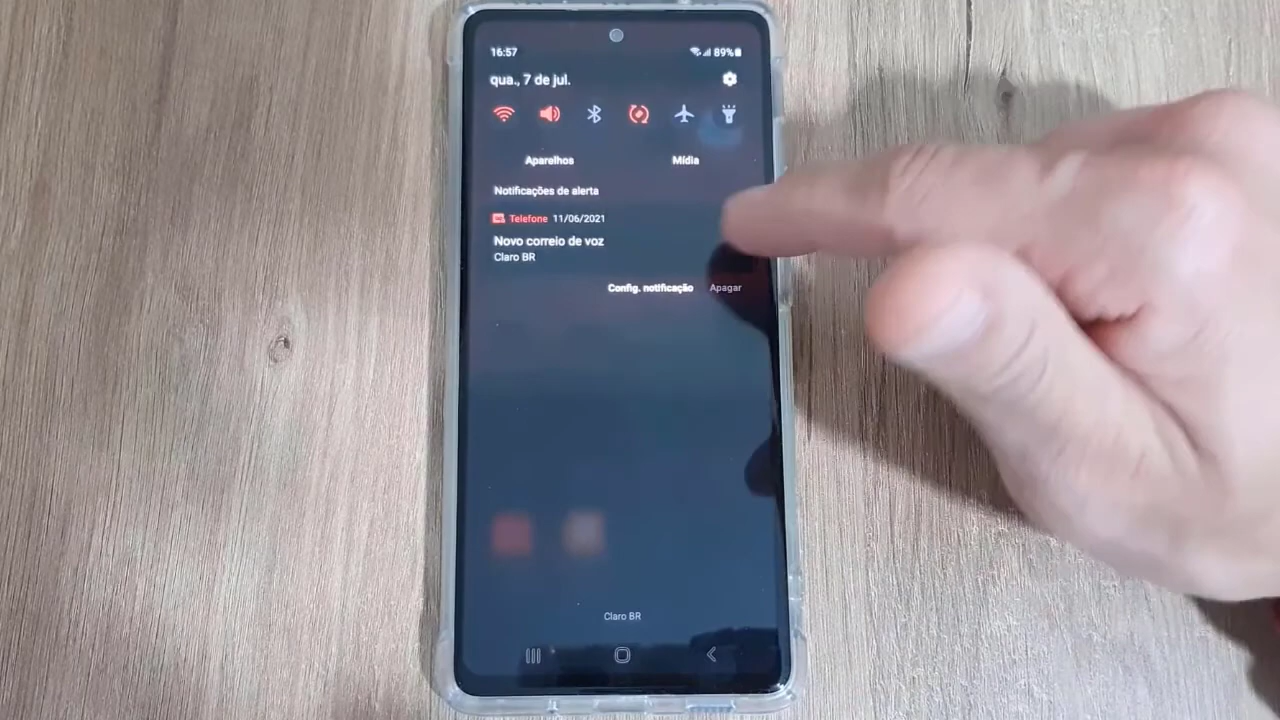 16:57 89%
qua., 7 de jul.
Aparelhos Mídia
Notificações de alerta
Telefone 11/06/2021
Novo correio de voz
Claro BR
Config. notificação Apagar
Claro BR